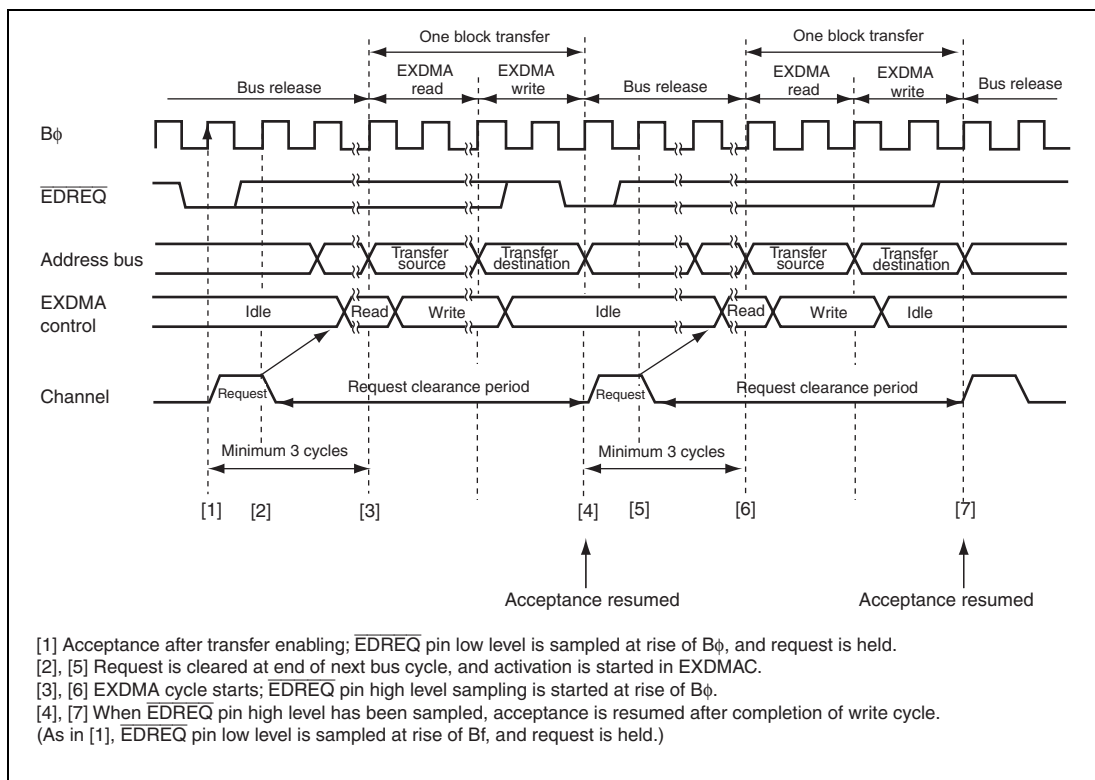 One block transfer One block transfer
EXDMA read EXDMA write EXDMA read EXDMA write
Bus release Bus release Bus release
Bϕ
EDREQ
Address bus Transfer source Transfer destination Transfer source Transfer destination
EXDMA control Idle Read Write Idle Read Write Idle
Channel Request Request clearance period Request Request clearance period
Minimum 3 cycles Minimum 3 cycles
[1] [2] [3] [4] [5] [6] [7]
Acceptance resumed Acceptance resumed
[1] Acceptance after transfer enabling; EDREQ pin low level is sampled at rise of Bϕ, and request is held.
[2], [5] Request is cleared at end of next bus cycle, and activation is started in EXDMAC.
[3], [6] EXDMA cycle starts; EDREQ pin high level sampling is started at rise of Bϕ.
[4], [7] When EDREQ pin high level has been sampled, acceptance is resumed after completion of write cycle.
(As in [1], EDREQ pin low level is sampled at rise of Bf, and request is held.)